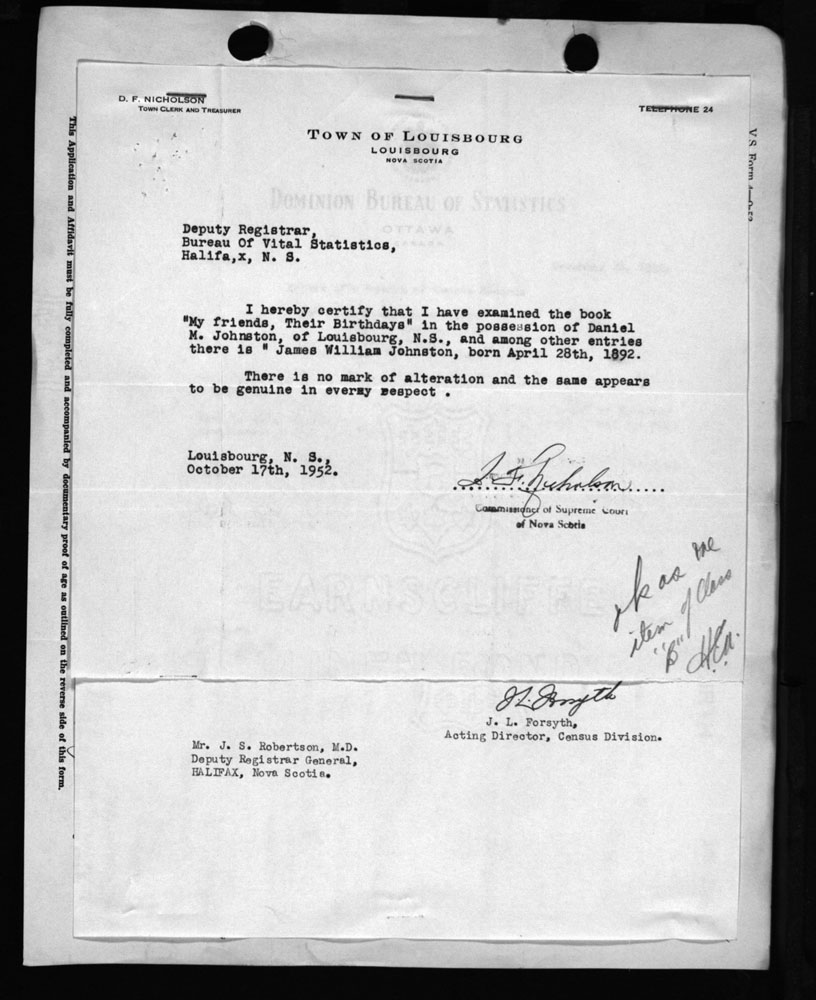 D. F. NICHOLSON
TOWN CLERK AND TREASURER
TELEPHONE 24
TOWN OF LOUISBOURG
LOUISBOURG
NOVA SCOTIA
DOMINION BUREAU OF STATISTICS
OTTAWA
CANADA
Deputy Registrar,
Bureau Of Vital Statistics,
Halifa,x, N. S.
I hereby certify that I have examined the book
"My friends, Their Birthdays" in the possession of Daniel
M. Johnston, of Louisbourg, N.S., and among other entries
there is " James William Johnston, born April 28th, 1892.
There is no mark of alteration and the same appears
to be genuine in evermy respect .
Louisbourg, N. S.,
October 17th, 1952.
D. F. Nicholson
Commissioner of Supreme Court
of Nova Scotia
ok as one
item of Class
"B"
J. L. Forsyth
J. L. Forsyth,
Acting Director, Census Division.
Mr. J. S. Robertson, M.D.
Deputy Registrar General,
HALIFAX, Nova Scotia.
This Application and Affidavit must be fully completed and accompanied by documentary proof of age as outlined on the reverse side of this form.
V.S. Form